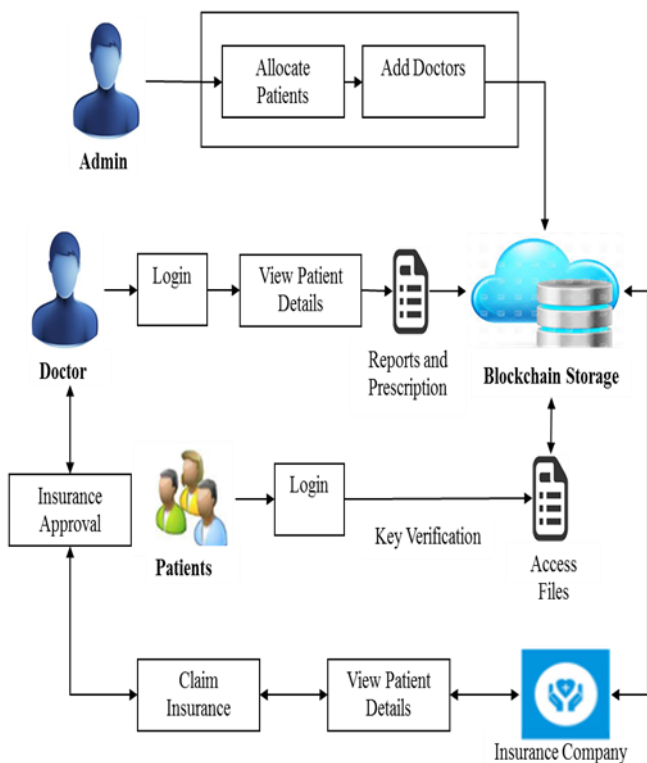 Allocate
Patients
Add Doctors
Admin
Login
View Patient
Details
Doctor
Reports and
Prescription
Blockchain Storage
Insurance
Approval
Patients
Login
Key Verification
Access
Files
Claim
Insurance
View Patient
Details
Insurance Company